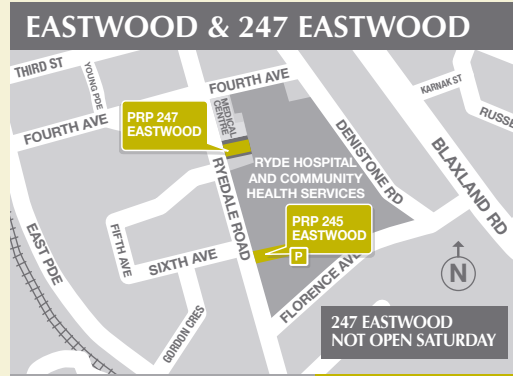 EASTWOOD & 247 EASTWOOD
THIRD ST
YOUNG PDE
FOURTH AVE
KARNAK ST
RUSSE
PRP 247
EASTWOOD
MEDICAL
CENTRE
FOURTH AVE
DENISTONE RD
BLAXLAND RD
RYDE HOSPITAL
AND COMMUNITY
HEALTH SERVICES
RYEDALE ROAD
EAST PDE
FIFTH AVE
SIXTH AVE
PRP 245
EASTWOOD
P
FLORENCE AVE
GORDON CRES
N
247 EASTWOOD
NOT OPEN SATURDAY